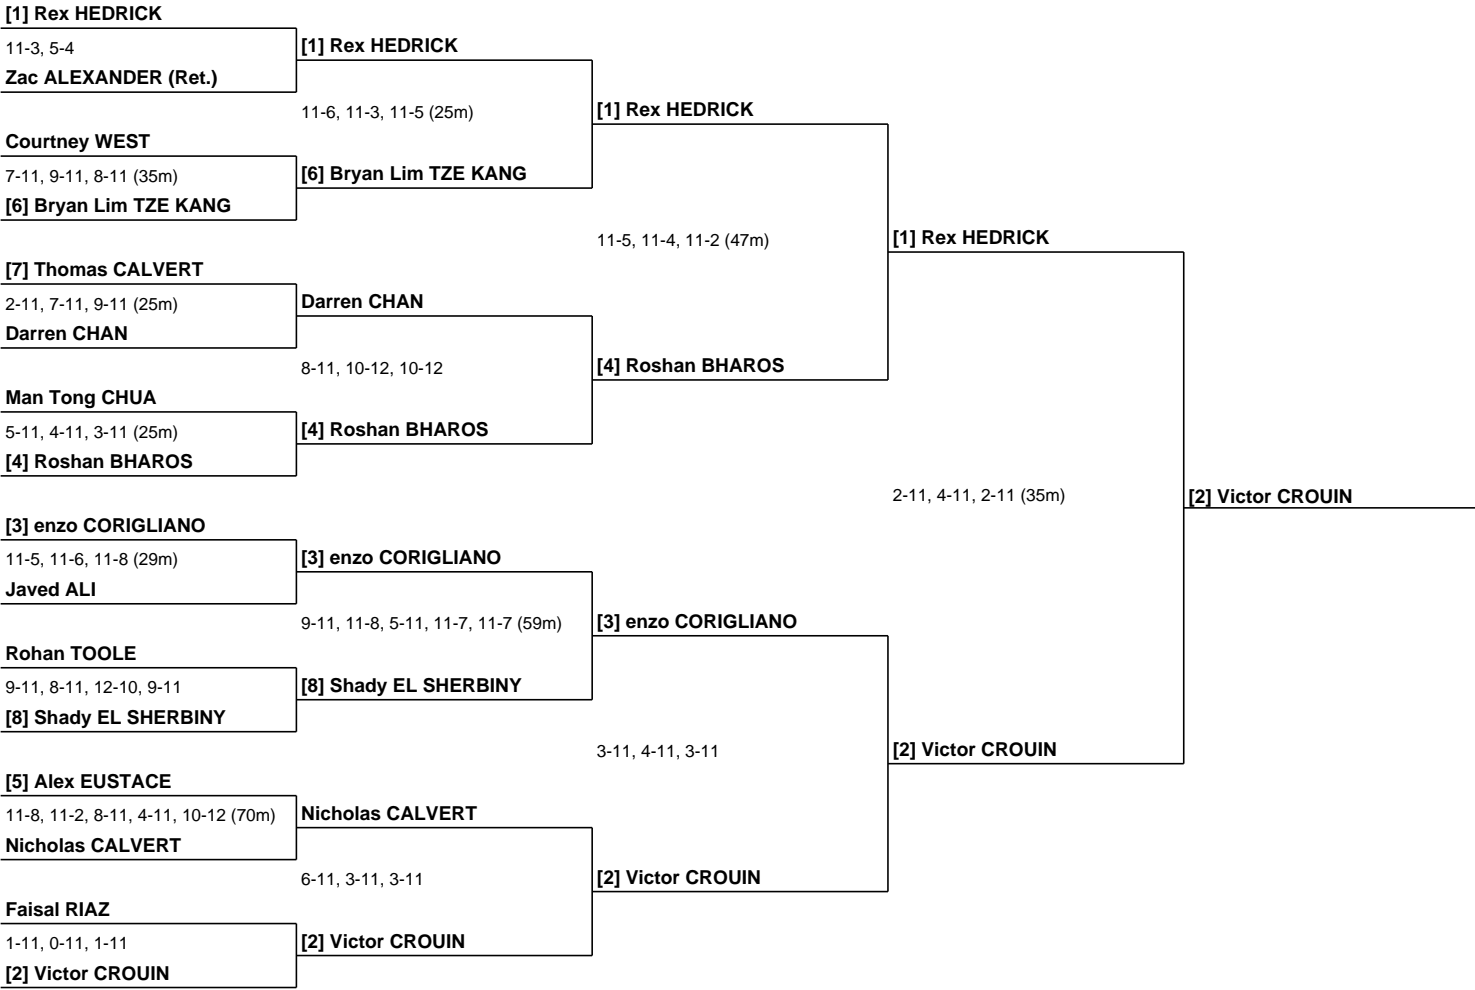 [1] Rex HEDRICK
11-3, 5-4
Zac ALEXANDER (Ret.)
Courtney WEST
7-11, 9-11, 8-11 (35m)
[6] Bryan Lim TZE KANG
[7] Thomas CALVERT
2-11, 7-11, 9-11 (25m)
Darren CHAN
Man Tong CHUA
5-11, 4-11, 3-11 (25m)
[4] Roshan BHAROS
[3] enzo CORIGLIANO
11-5, 11-6, 11-8 (29m)
Javed ALI
Rohan TOOLE
9-11, 8-11, 12-10, 9-11
[8] Shady EL SHERBINY
[5] Alex EUSTACE
11-8, 11-2, 8-11, 4-11, 10-12 (70m)
Nicholas CALVERT
Faisal RIAZ
1-11, 0-11, 1-11
[2] Victor CROUIN
[1] Rex HEDRICK
11-6, 11-3, 11-5 (25m)
[6] Bryan Lim TZE KANG
Darren CHAN
8-11, 10-12, 10-12
[4] Roshan BHAROS
[3] enzo CORIGLIANO
9-11, 11-8, 5-11, 11-7, 11-7 (59m)
[8] Shady EL SHERBINY
Nicholas CALVERT
6-11, 3-11, 3-11
[2] Victor CROUIN
[1] Rex HEDRICK
11-5, 11-4, 11-2 (47m)
[4] Roshan BHAROS
[3] enzo CORIGLIANO
3-11, 4-11, 3-11
[2] Victor CROUIN
[1] Rex HEDRICK
2-11, 4-11, 2-11 (35m)
[2] Victor CROUIN
[2] Victor CROUIN